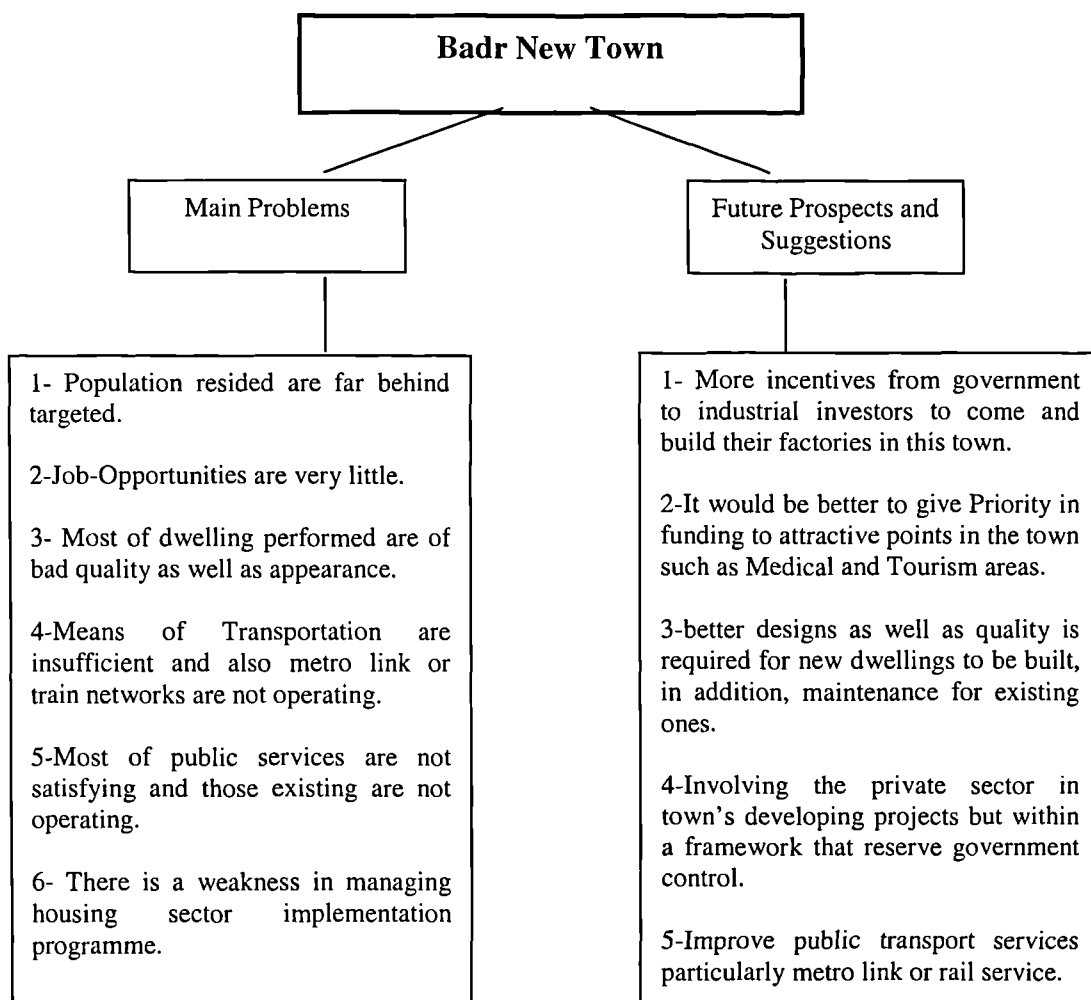 Badr New Town
Main Problems
Future Prospects and
Suggestions
1- Population resided are far behind
targeted.
2-Job-Opportunities are very little.
3- Most of dwelling performed are of
bad quality as well as appearance.
4-Means of Transportation are
insufficient and also metro link or
train networks are not operating.
5-Most of public services are not
satisfying and those existing are not
operating.
6- There is a weakness in managing
housing sector implementation
programme.
1- More incentives from government
to industrial investors to come and
build their factories in this town.
2-It would be better to give Priority in
funding to attractive points in the town
such as Medical and Tourism areas.
3-better designs as well as quality is
required for new dwellings to be built,
in addition, maintenance for existing
ones.
4-Involving the private sector in
town's developing projects but within
a framework that reserve government
control.
5-Improve public transport services
particularly metro link or rail service.